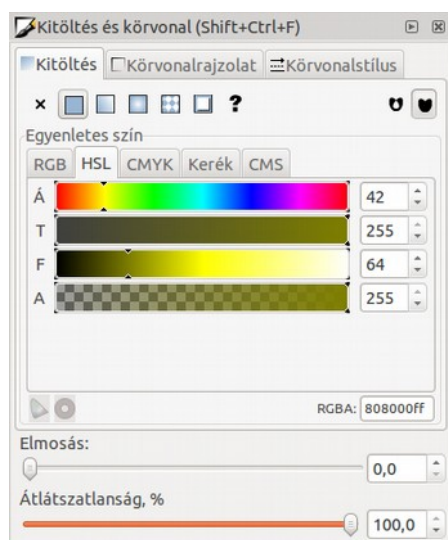 Kitöltés és körvonal (Shift+Ctrl+F)
Kitöltés Körvonalrajzolat Körvonalstílus
× ?
Egyenletes szín
RGB HSL CMYK Kerék CMS
Á 42
T 255
F 64
A 255
RGBA: 808000ff
Elmosás:
0,0
Átlátszatlanság, %
100,0